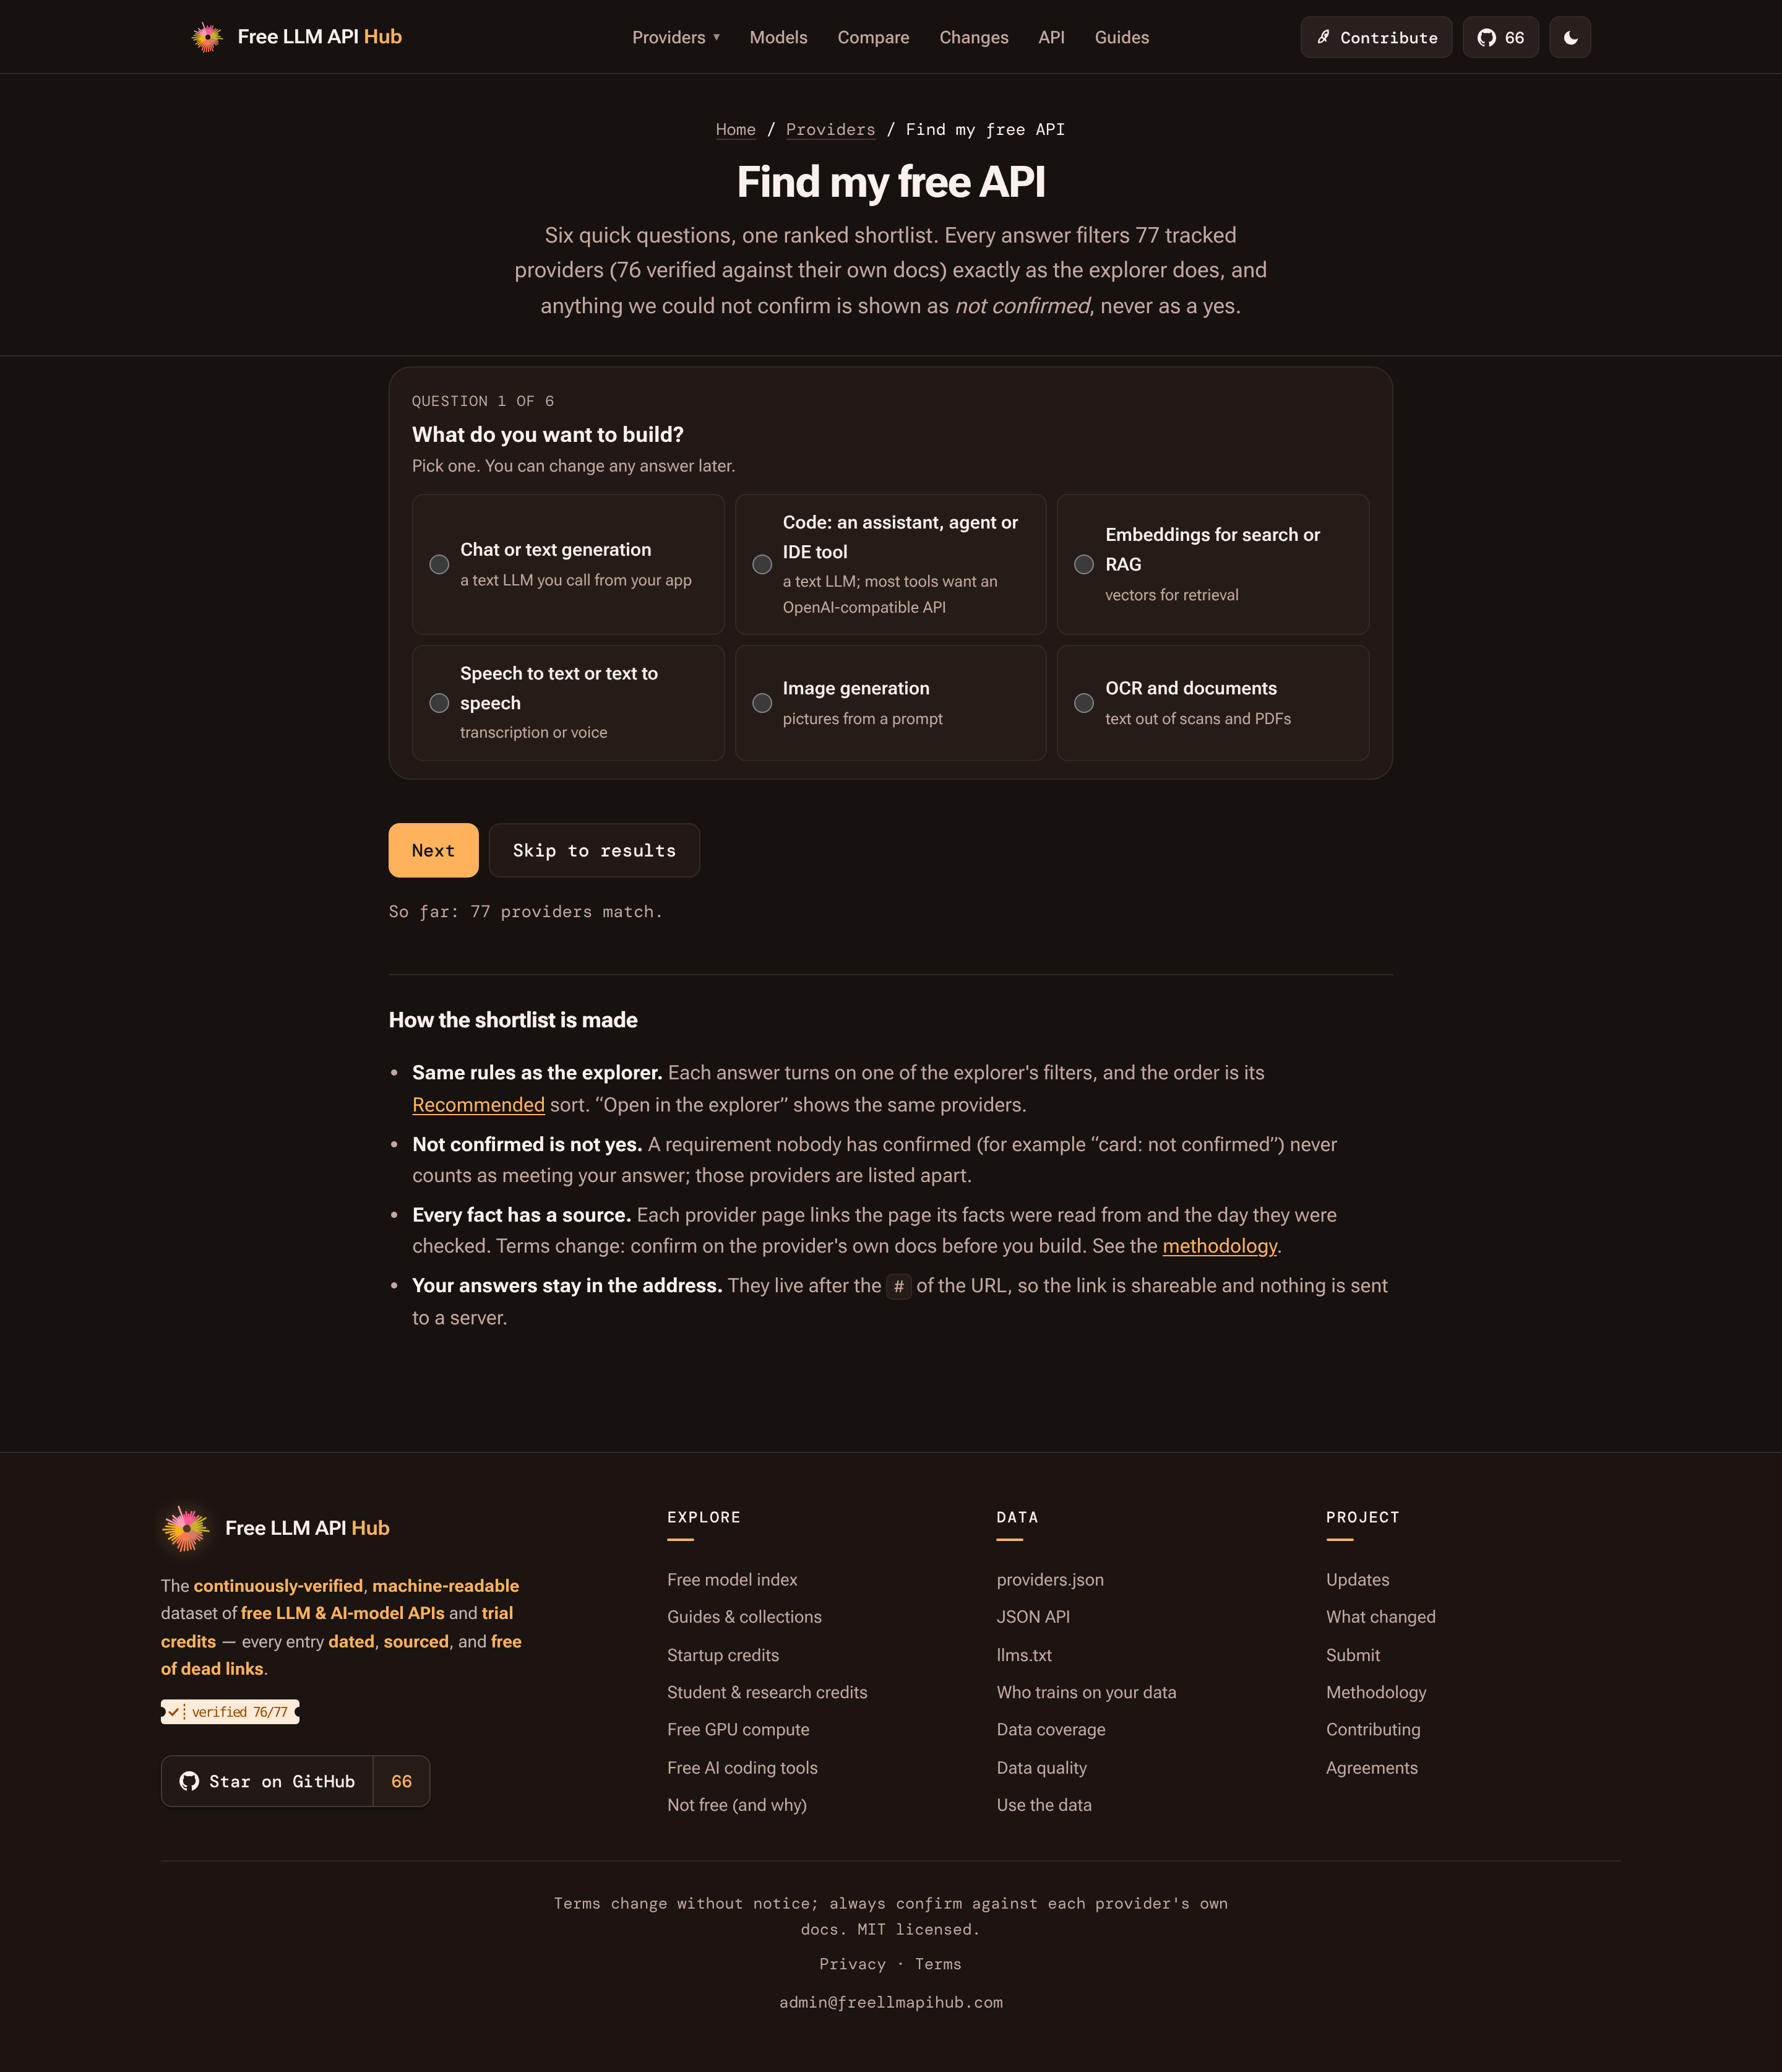 Free LLM API Hub
Providers ▾ Models Compare Changes API Guides
Contribute 66
Home / Providers / Find my free API
Find my free API
Six quick questions, one ranked shortlist. Every answer filters 77 tracked
providers (76 verified against their own docs) exactly as the explorer does, and
anything we could not confirm is shown as not confirmed, never as a yes.
QUESTION 1 OF 6
What do you want to build?
Pick one. You can change any answer later.
Chat or text generation
a text LLM you call from your app
Code: an assistant, agent or
IDE tool
a text LLM; most tools want an
OpenAI-compatible API
Embeddings for search or
RAG
vectors for retrieval
Speech to text or text to
speech
transcription or voice
Image generation
pictures from a prompt
OCR and documents
text out of scans and PDFs
Next
Skip to results
So far: 77 providers match.
How the shortlist is made
• Same rules as the explorer. Each answer turns on one of the explorer's filters, and the order is its
Recommended sort. “Open in the explorer” shows the same providers.
• Not confirmed is not yes. A requirement nobody has confirmed (for example “card: not confirmed”) never
counts as meeting your answer; those providers are listed apart.
• Every fact has a source. Each provider page links the page its facts were read from and the day they were
checked. Terms change: confirm on the provider's own docs before you build. See the methodology.
• Your answers stay in the address. They live after the # of the URL, so the link is shareable and nothing is sent
to a server.
Free LLM API Hub
The continuously-verified, machine-readable
dataset of free LLM & AI-model APIs and trial
credits — every entry dated, sourced, and free
of dead links.
verified 76/77
Star on GitHub 66
EXPLORE
Free model index
Guides & collections
Startup credits
Student & research credits
Free GPU compute
Free AI coding tools
Not free (and why)
DATA
providers.json
JSON API
llms.txt
Who trains on your data
Data coverage
Data quality
Use the data
PROJECT
Updates
What changed
Submit
Methodology
Contributing
Agreements
Terms change without notice; always confirm against each provider's own
docs. MIT licensed.
Privacy · Terms
admin@freellmapihub.com